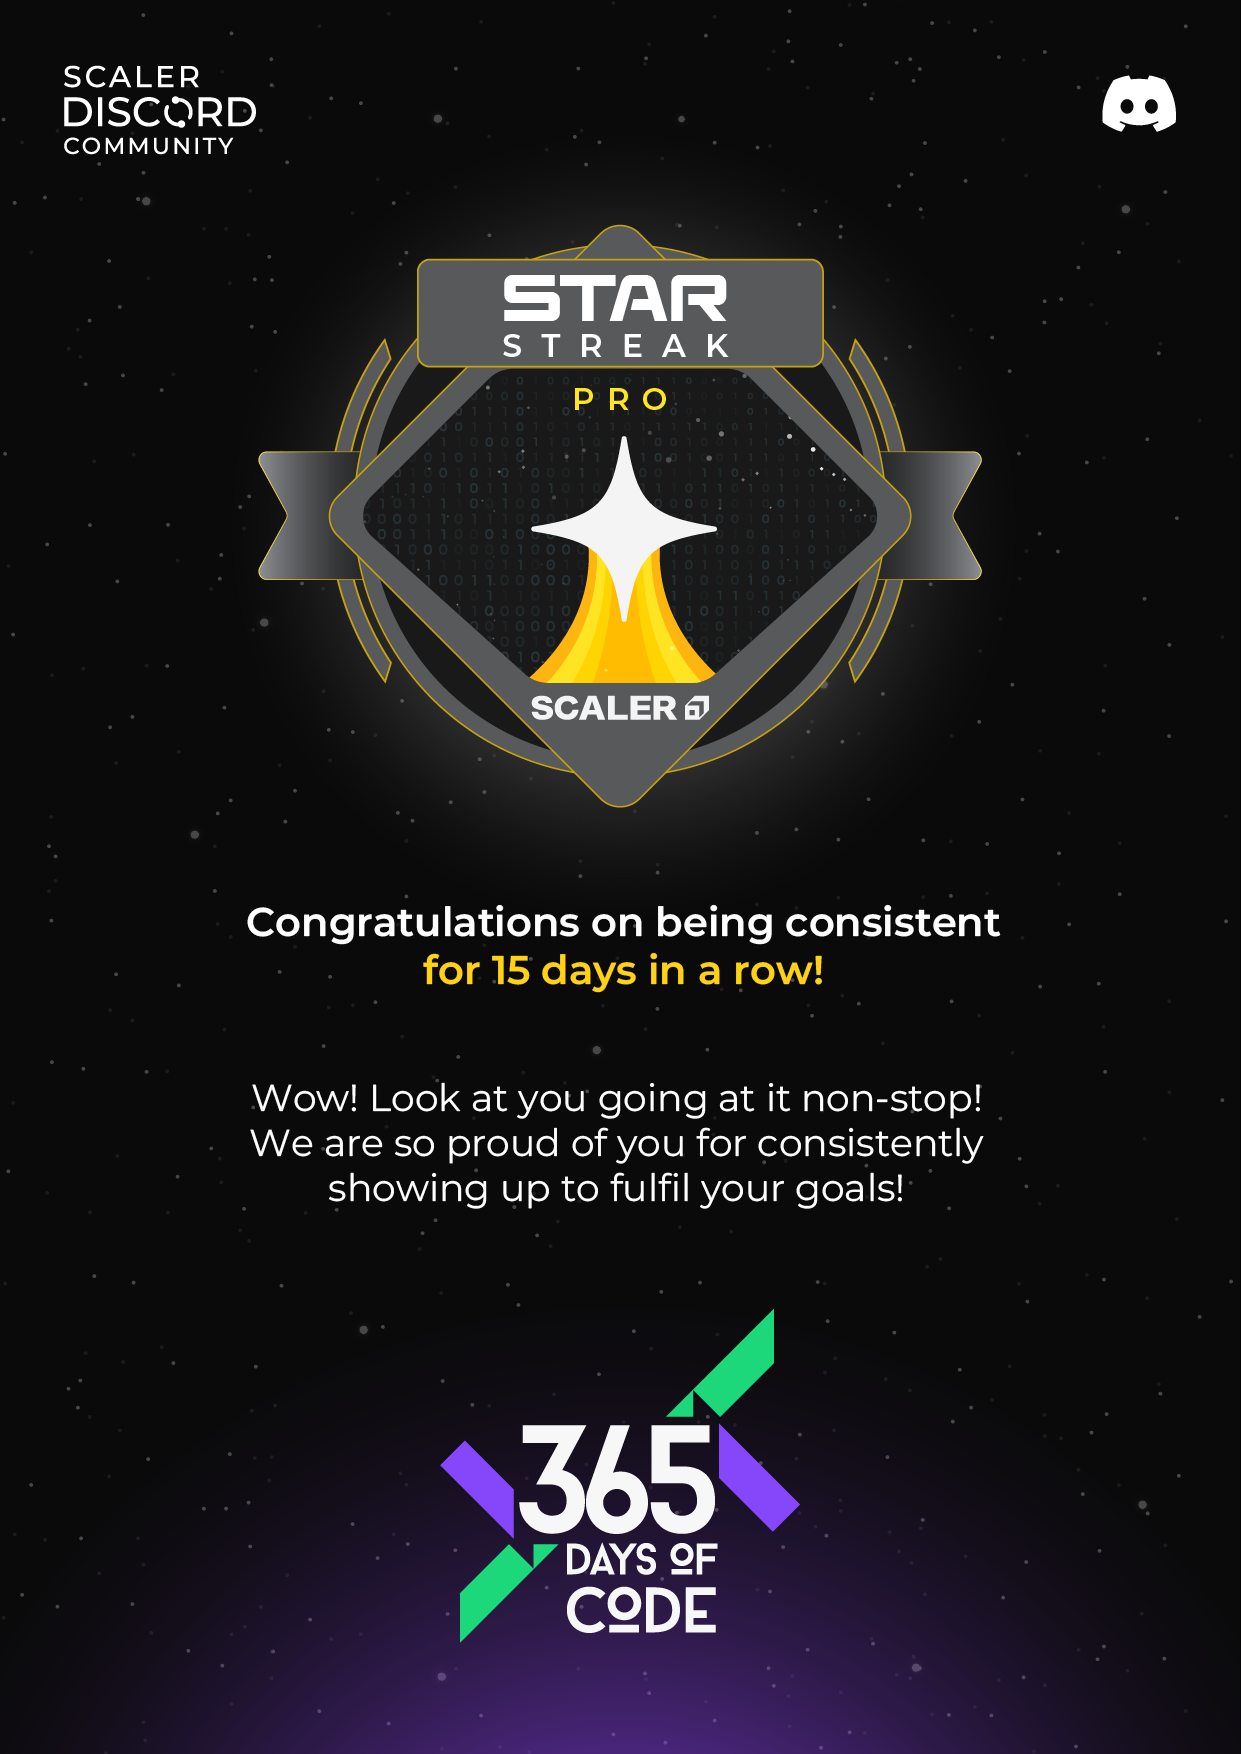 SCALER
DISCORD
COMMUNITY
STAR
STREAK
PRO
SCALER
Congratulations on being consistent
for 15 days in a row!
Wow! Look at you going at it non-stop!
We are so proud of you for consistently
showing up to fulfil your goals!
365
DAYS OF
CODE